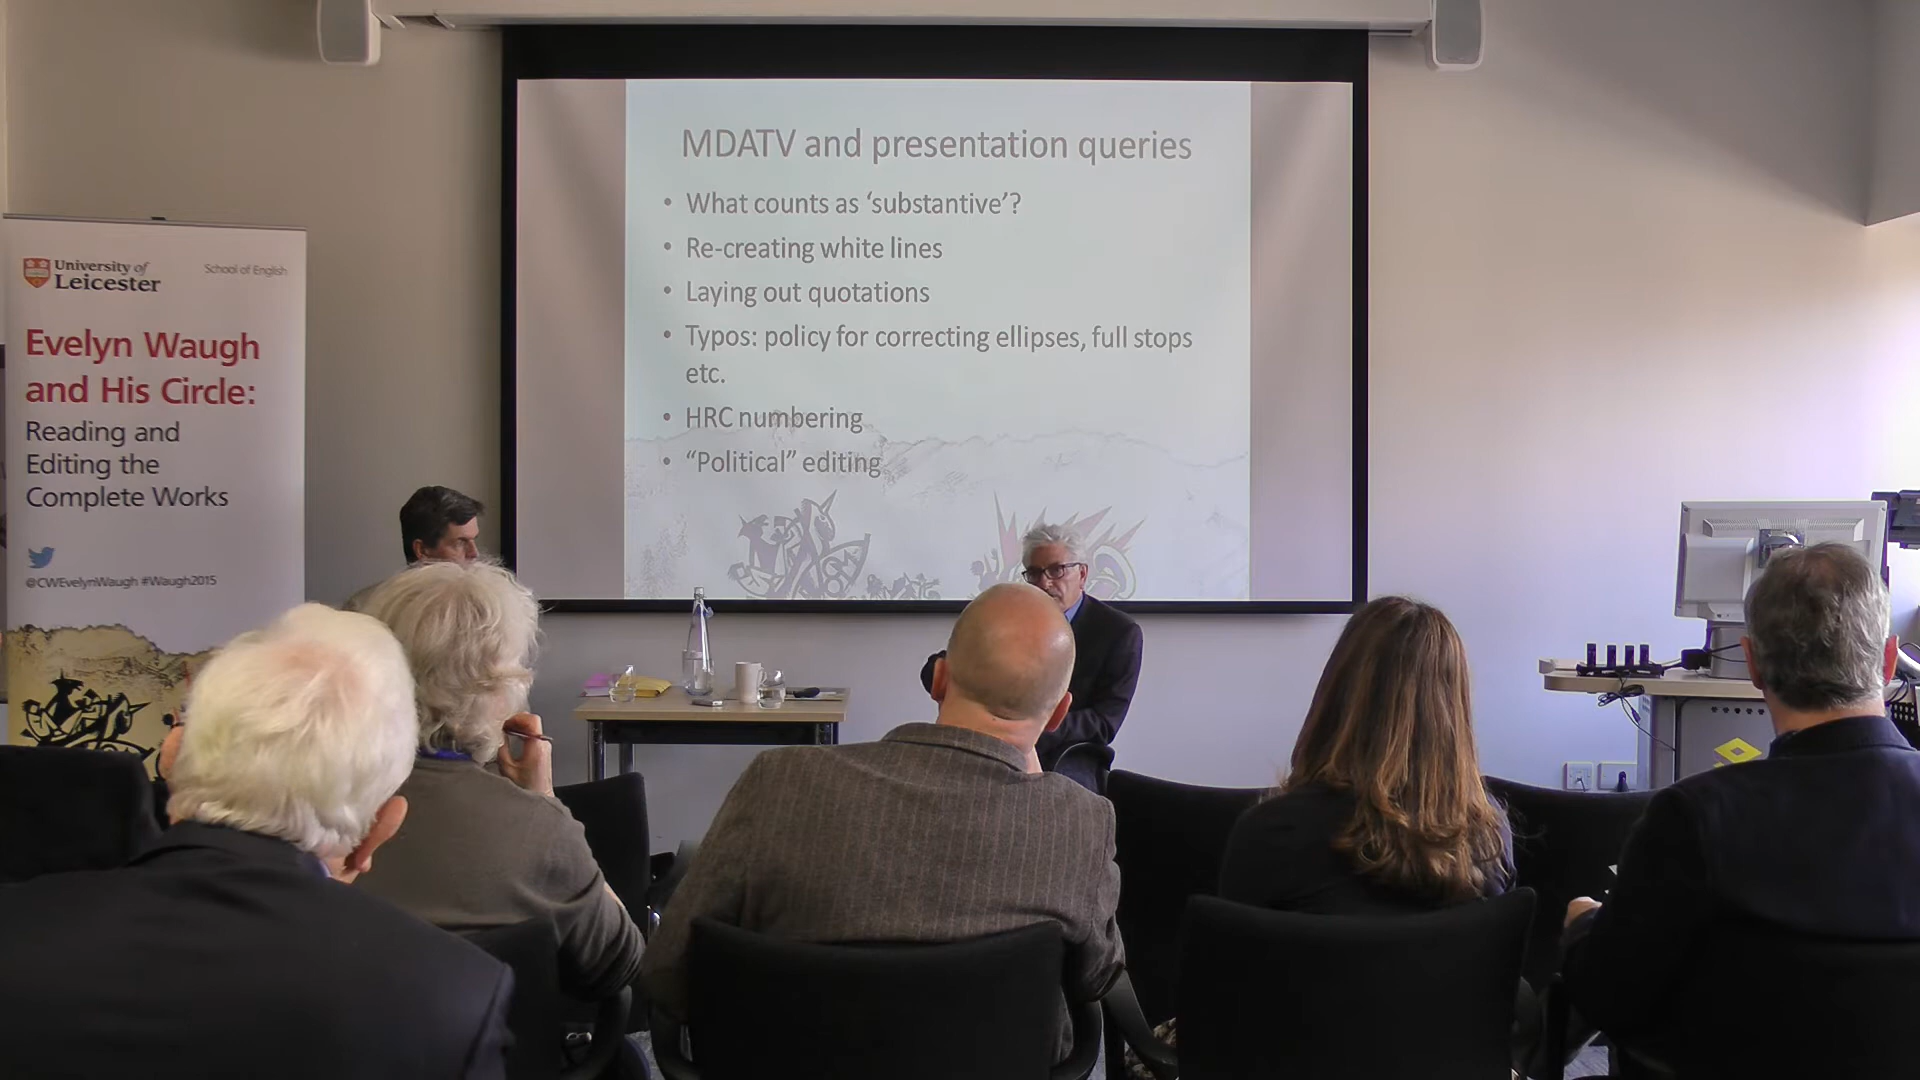 MDATV and presentation queries
• What counts as ‘substantive’?
• Re-creating white lines
• Laying out quotations
• Typos: policy for correcting ellipses, full stops
etc.
• HRC numbering
• “Political” editing
University of
Leicester
School of English
Evelyn Waugh
and His Circle:
Reading and
Editing the
Complete Works
@CWEvelynWaugh #Waugh2015